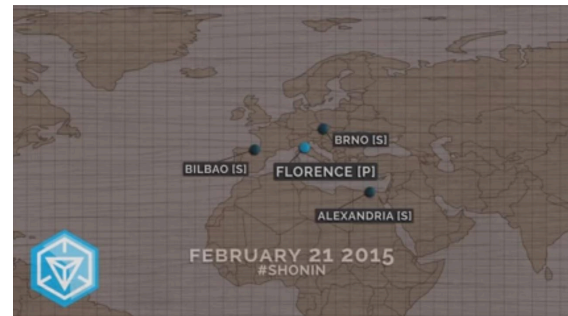 BRNO [S]
BILBAO [S]
FLORENCE [P]
ALEXANDRIA [S]
FEBRUARY 21 2015
#SHONIN